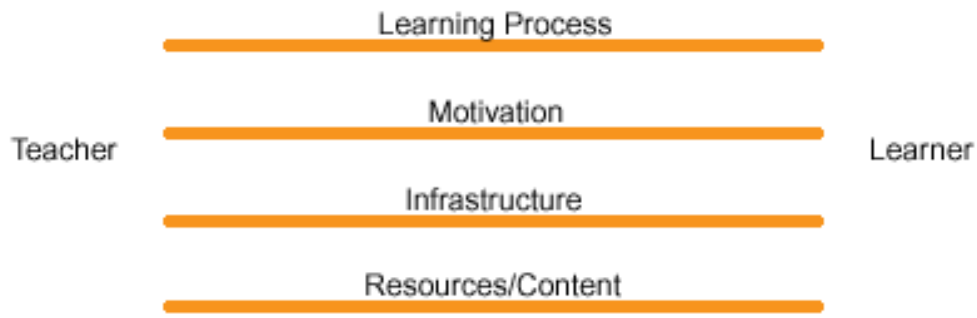 Learning Process
Motivation
Teacher
Learner
Infrastructure
Resources/Content